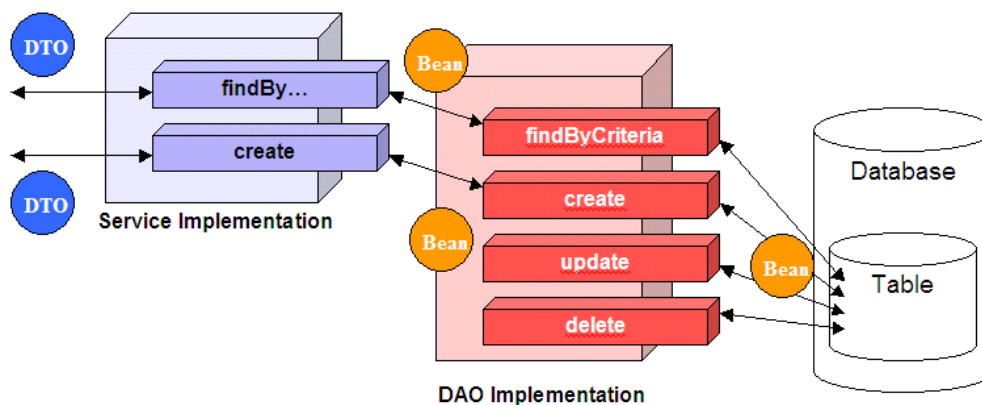 DTO
findBy…
create
DTO
Service Implementation
Bean
findByCriteria
create
Bean
update
delete
DAO Implementation
Bean
Database
Table